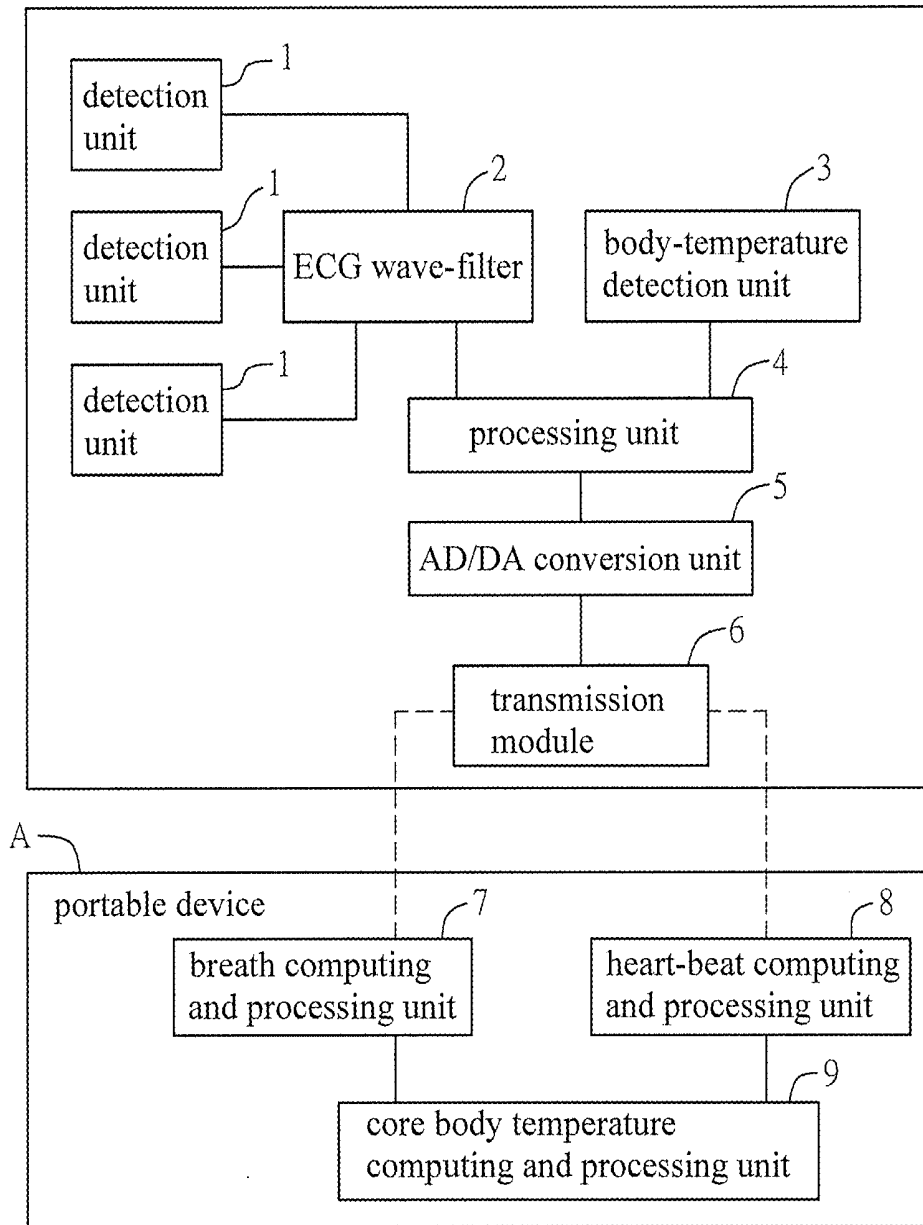 1
detection
unit
1
detection
unit
1
detection
unit
2
ECG wave-filter
3
body-temperature
detection unit
4
processing unit
5
AD/DA conversion unit
6
transmission
module
A
portable device
7
breath computing
and processing unit
8
heart-beat computing
and processing unit
9
core body temperature
computing and processing unit